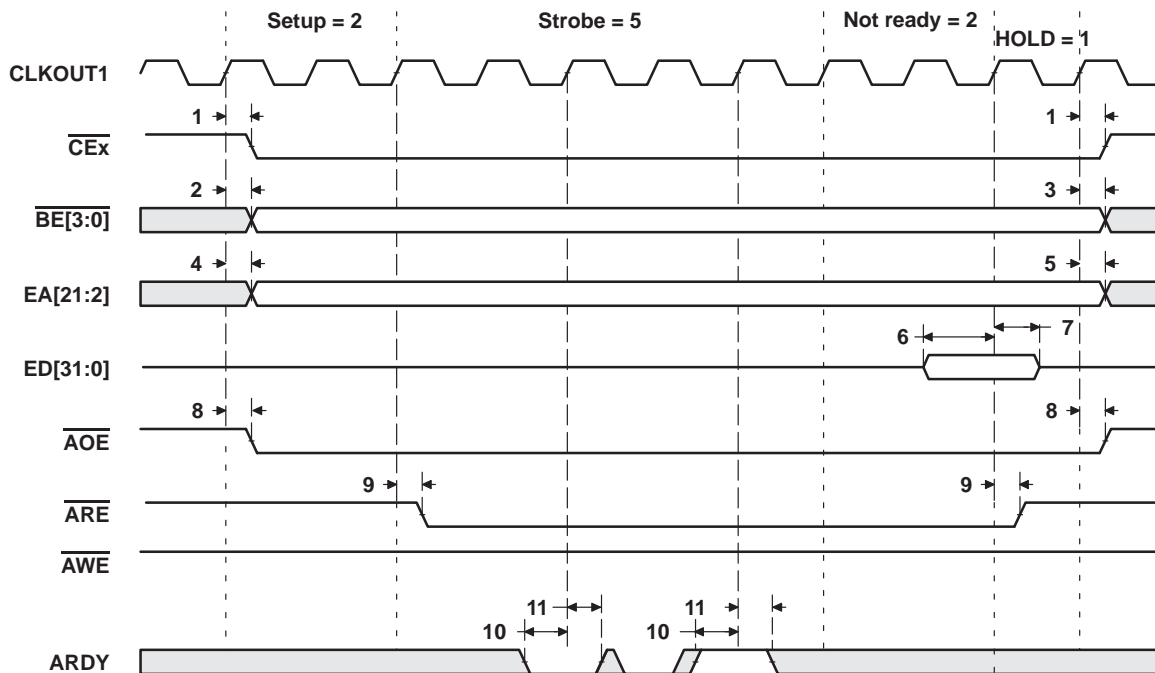 Setup = 2 Strobe = 5 Not ready = 2
HOLD = 1
CLKOUT1
1 1
CEx
2 3
BE[3:0]
4 5
EA[21:2]
6 7
ED[31:0]
8 8
AOE
9 9
ARE
AWE
11 11
10 10
ARDY